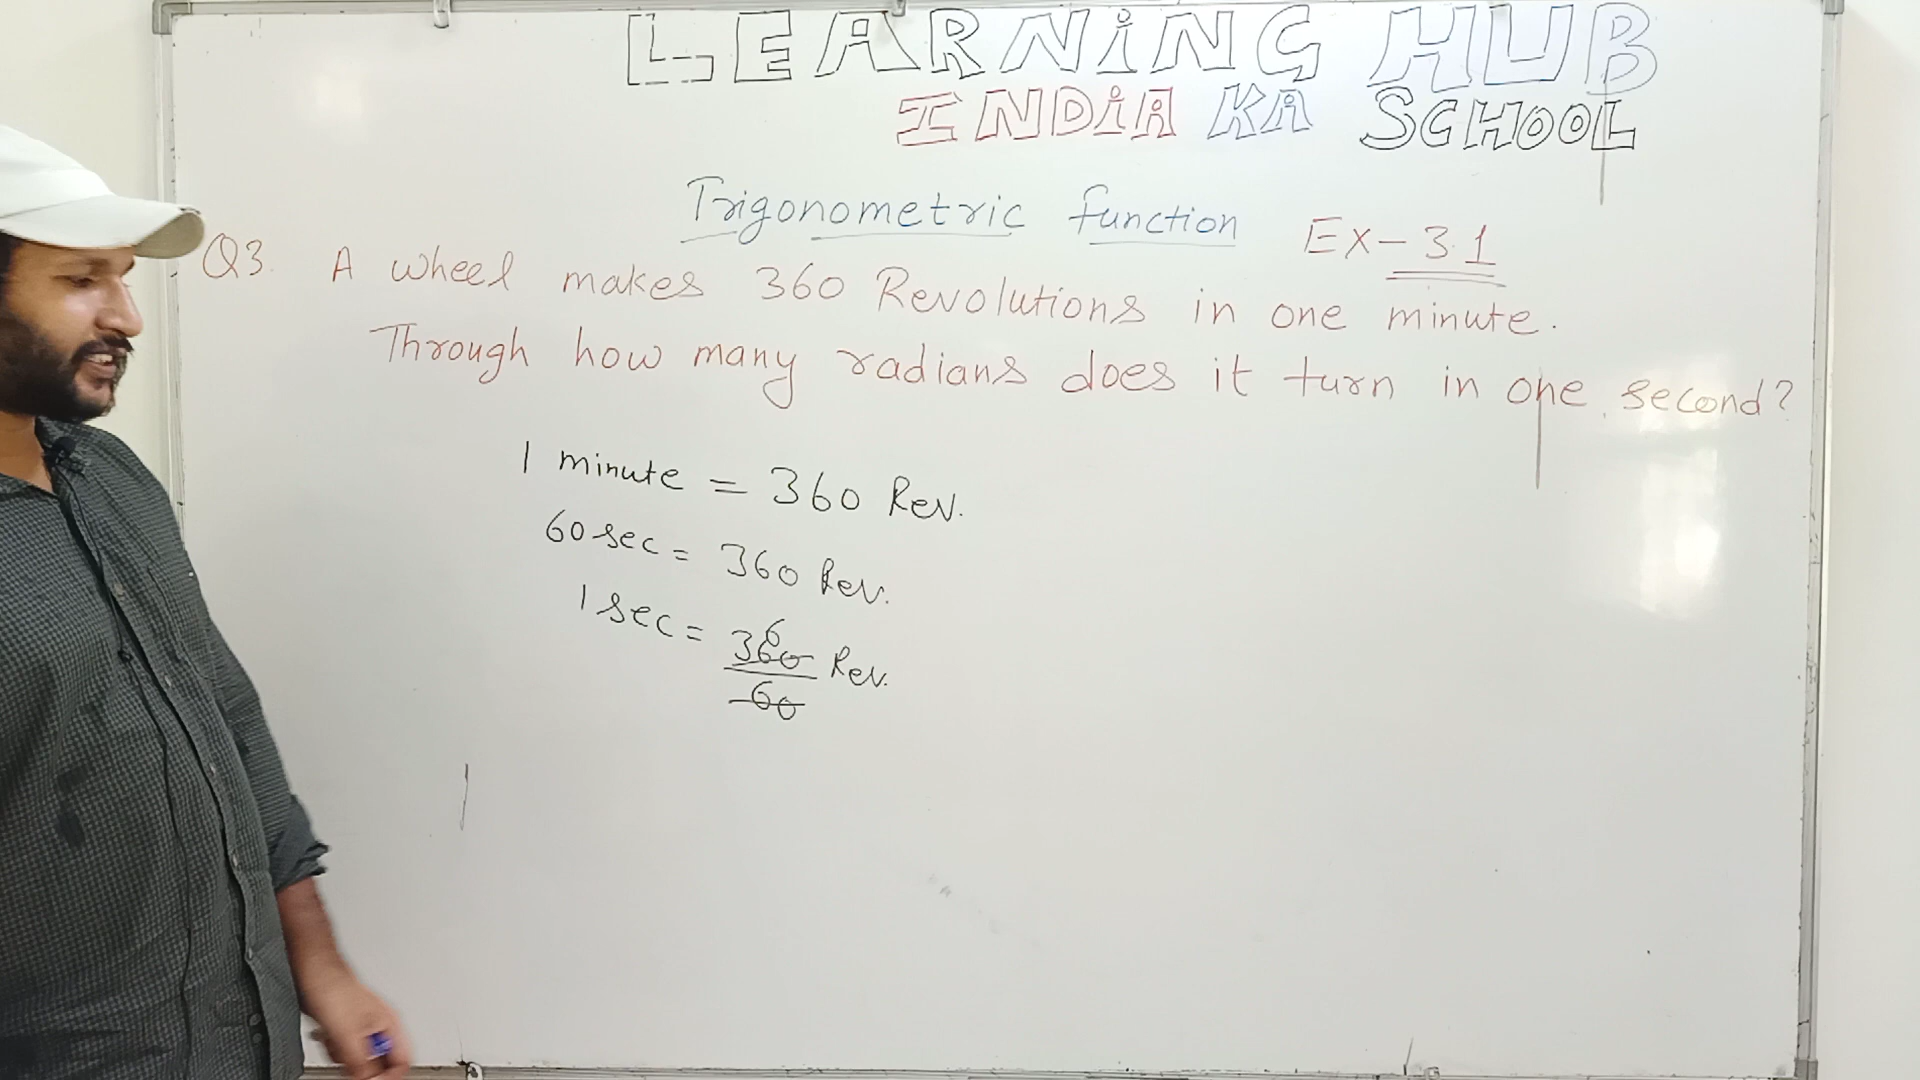 LEARNING HUB
INDIA KA SCHOOL
Trigonometric function Ex-3.1
Q3. A wheel makes 360 Revolutions in one minute.
Through how many radians does it turn in one second?
1 minute = 360 Rev.
60 sec = 360 Rev.
1 sec = 360/60 Rev.
6